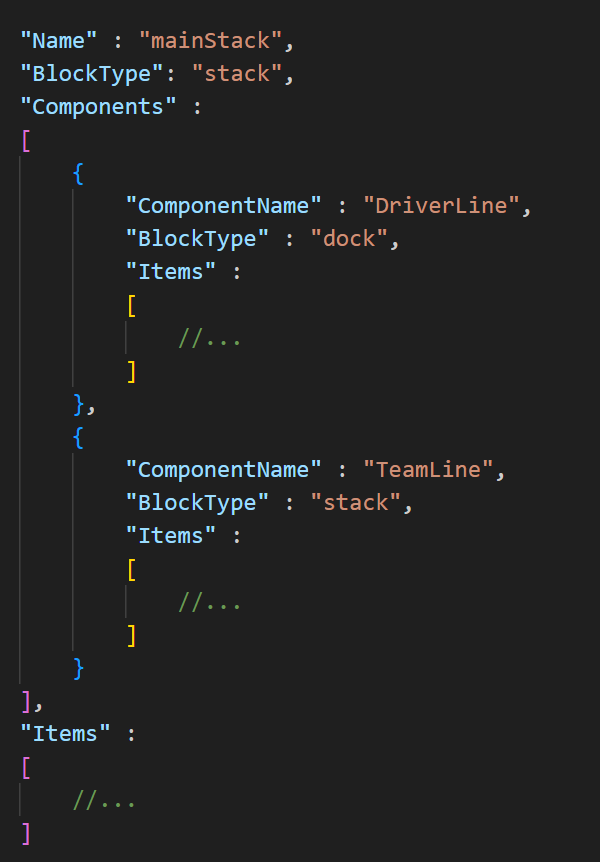 "Name" : "mainStack",
"BlockType": "stack",
"Components" :
[
    {
        "ComponentName" : "DriverLine",
        "BlockType" : "dock",
        "Items" :
        [
            //...
        ]
    },
    {
        "ComponentName" : "TeamLine",
        "BlockType" : "stack",
        "Items" :
        [
            //...
        ]
    }
],
"Items" :
[
    //...
]